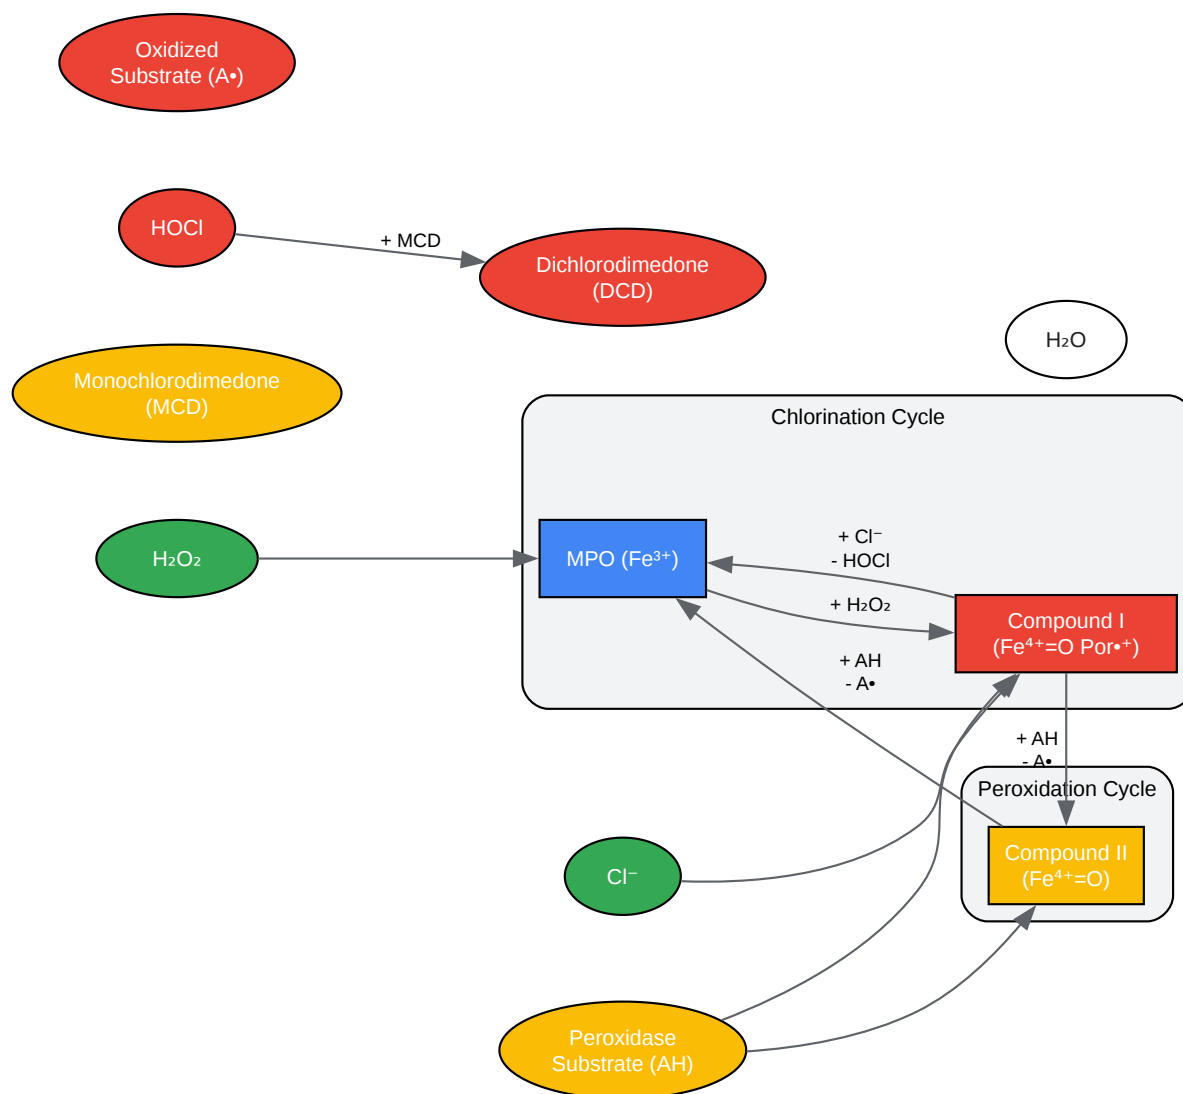 Oxidized
Substrate (A•)
HOCl
+ MCD
Dichlorodimedone
(DCD)
H₂O
Monochlorodimedone
(MCD)
Chlorination Cycle
H₂O₂
MPO (Fe³⁺)
+ Cl⁻
- HOCl
+ H₂O₂
Compound I
(Fe⁴⁺=O Por•⁺)
+ AH
- A•
+ AH
- A•
Peroxidation Cycle
Compound II
(Fe⁴⁺=O)
Cl⁻
Peroxidase
Substrate (AH)